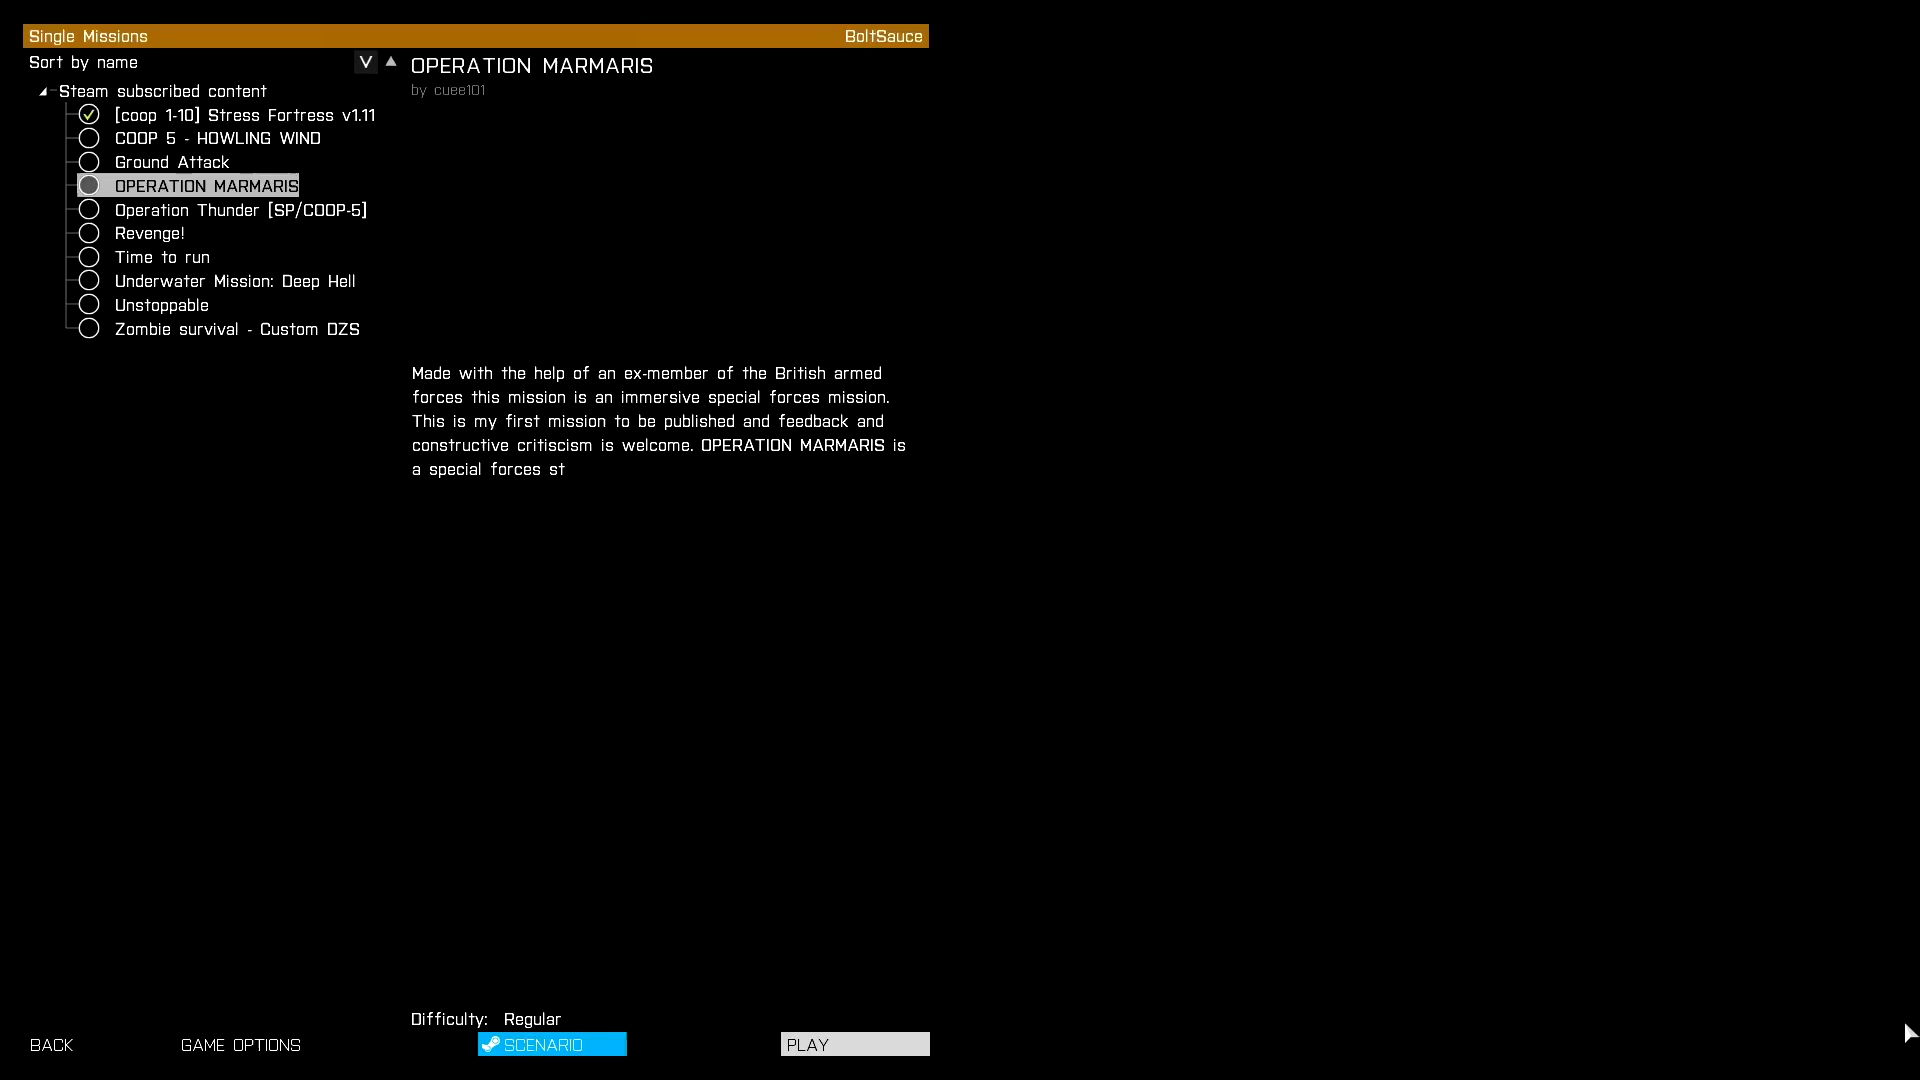 Single Missions BoltSauce
Sort by name V
OPERATION MARMARIS
by cuee101
Steam subscribed content
[coop 1-10] Stress Fortress v1.11
COOP 5 - HOWLING WIND
Ground Attack
OPERATION MARMARIS
Operation Thunder [SP/COOP-5]
Revenge!
Time to run
Underwater Mission: Deep Hell
Unstoppable
Zombie survival - Custom DZS
Made with the help of an ex-member of the British armed
forces this mission is an immersive special forces mission.
This is my first mission to be published and feedback and
constructive critiscism is welcome. OPERATION MARMARIS is
a special forces st
Difficulty: Regular
BACK GAME OPTIONS SCENARIO PLAY